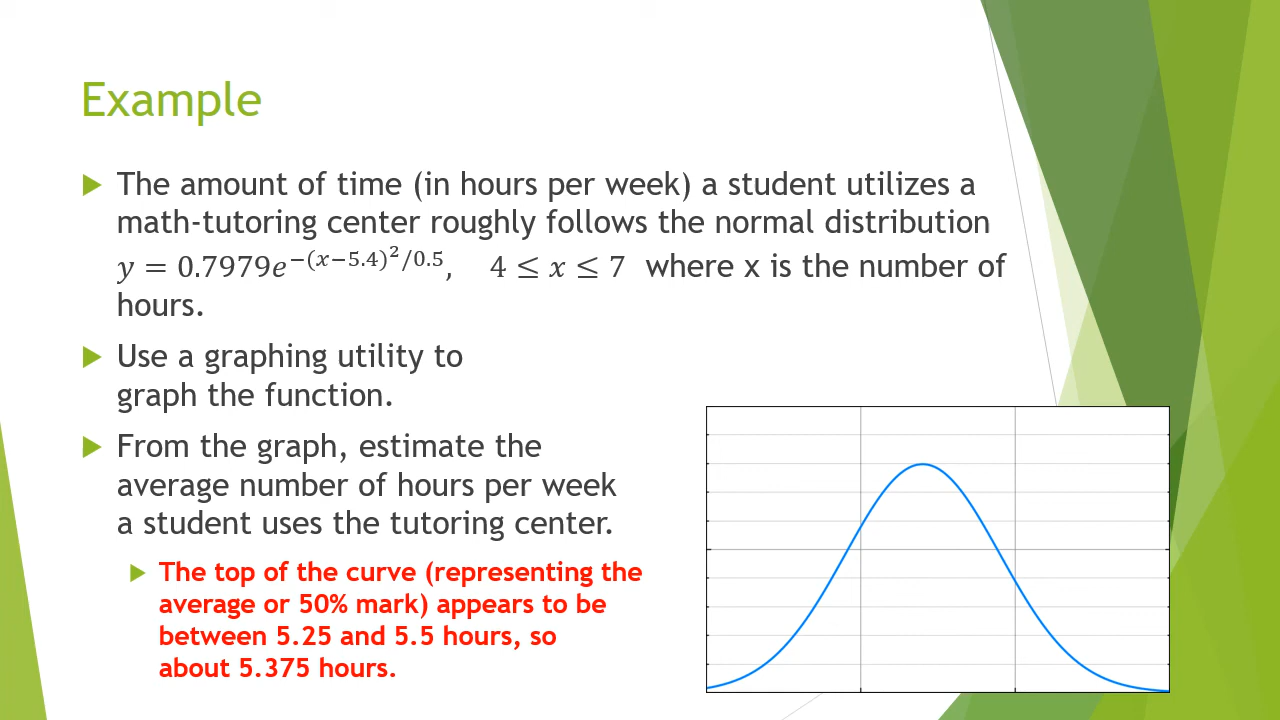 Example
The amount of time (in hours per week) a student utilizes a
math-tutoring center roughly follows the normal distribution
𝑦 = 0.7979𝑒^{−(𝑥−5.4)²/0.5}, 4 ≤ 𝑥 ≤ 7 where x is the number of
hours.
Use a graphing utility to
graph the function.
From the graph, estimate the
average number of hours per week
a student uses the tutoring center.
The top of the curve (representing the
average or 50% mark) appears to be
between 5.25 and 5.5 hours, so
about 5.375 hours.